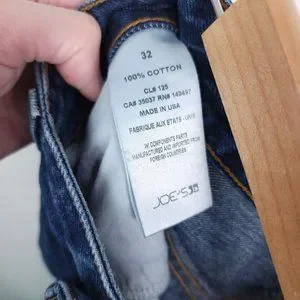 32
100% COTTON
CL# 125
CA# 35037 RN# 140497
MADE IN USA
FABRIQUE AUX ETATS - UNIS
W COMPONENTS PARTS
MANUFACTURED AND IMPORTED FROM
FOREIGN COUNTRIES
JOE'S